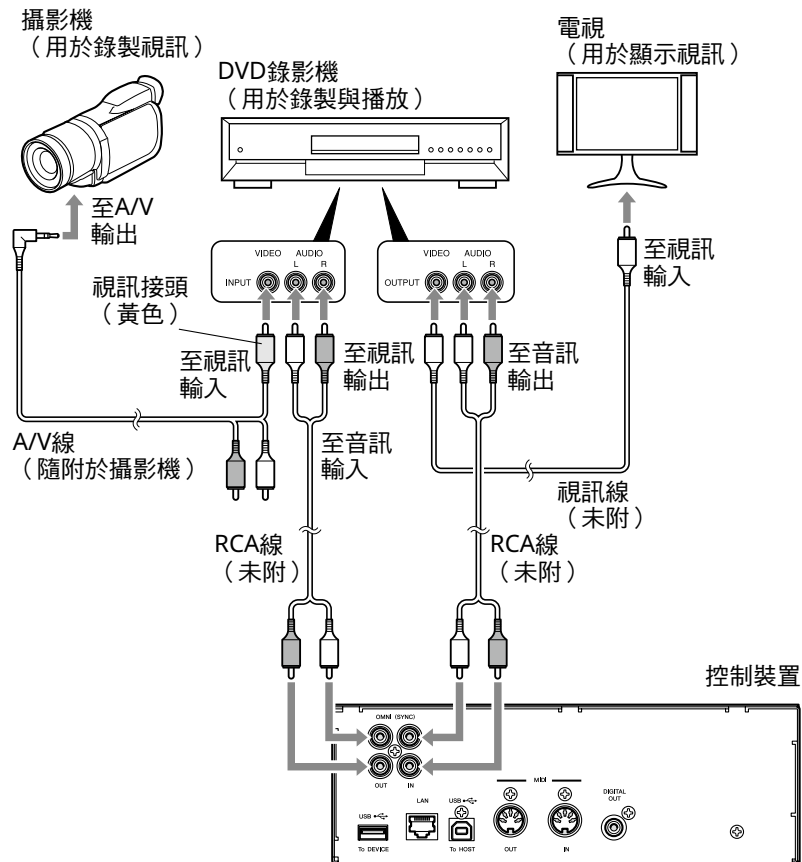 攝影機
（用於錄製視訊）
DVD錄影機
（用於錄製與播放）
電視
（用於顯示視訊）
至A/V
輸出
VIDEO
AUDIO
L
R
INPUT
VIDEO
AUDIO
L
R
OUTPUT
至視訊
輸入
視訊接頭
（黃色）
至視訊
輸入
至視訊
輸出
至音訊
輸出
A/V線
（隨附於攝影機）
至音訊
輸入
視訊線
（未附）
RCA線
（未附）
RCA線
（未附）
控制裝置
OMNI (SYNC)
OUT
IN
MIDI
LAN
USB
DIGITAL
OUT
USB
To DEVICE
To HOST
OUT
IN